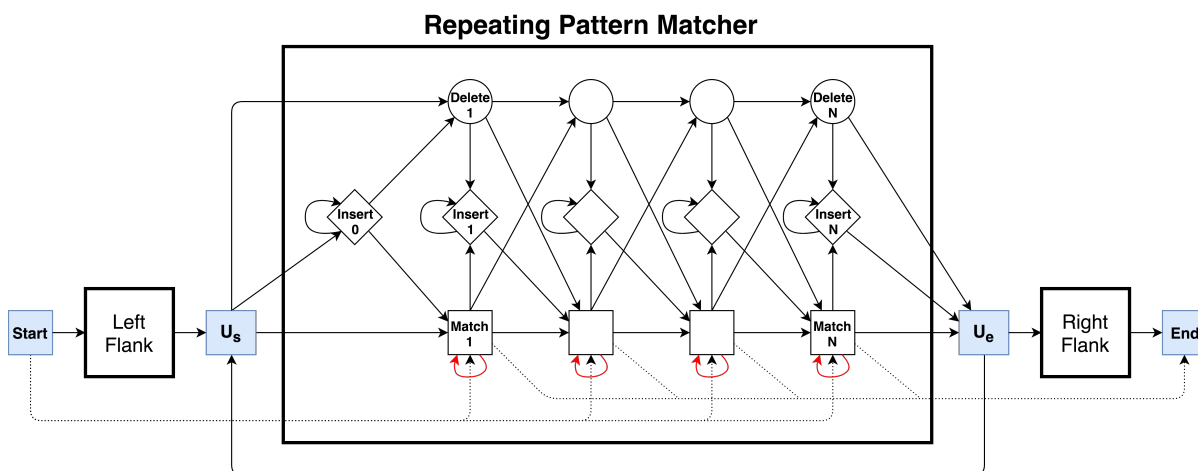 Repeating Pattern Matcher
Delete
1
Delete
N
Insert
0
Insert
1
Insert
N
Start
Left
Flank
Us
Match
1
Match
N
Ue
Right
Flank
End